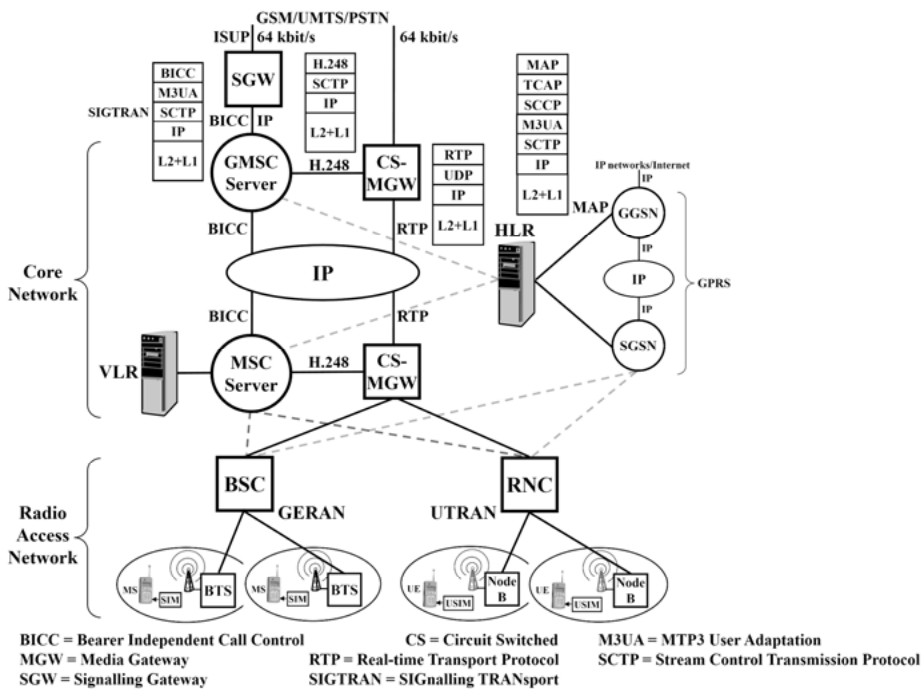 GSM/UMTS/PSTN
ISUP 64 kbit/s
64 kbit/s
SGW
BICC
M3UA
SCTP
IP
L2+L1
SIGTRAN
H.248
SCTP
IP
L2+L1
MAP
TCAP
SCCP
M3UA
SCTP
IP
L2+L1
BICC IP
GMSC
Server
H.248
CS-
MGW
RTP
UDP
IP
L2+L1
IP networks/Internet
IP
MAP
GGSN
HLR
BICC
RTP
IP
IP
IP
IP
GPRS
Core
Network
BICC
RTP
SGSN
VLR
MSC
Server
H.248
CS-
MGW
BSC
RNC
GERAN
UTRAN
Radio
Access
Network
MS
SIM
BTS
MS
SIM
BTS
UE
USIM
Node
B
UE
USIM
Node
B
BICC = Bearer Independent Call Control
CS = Circuit Switched
M3UA = MTP3 User Adaptation
MGW = Media Gateway
RTP = Real-time Transport Protocol
SCTP = Stream Control Transmission Protocol
SGW = Signalling Gateway
SIGTRAN = SIGnalling TRANsport